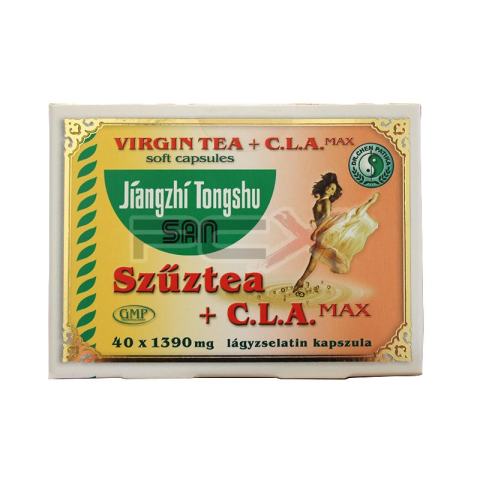 VIRGIN TEA + C.L.A. MAX
soft capsules
DR. CHEN PATIKA
Jiangzhi Tongshu
SAN
Szűztea
+ C.L.A. MAX
GMP
40 x 1390 mg lágyzselatin kapszula